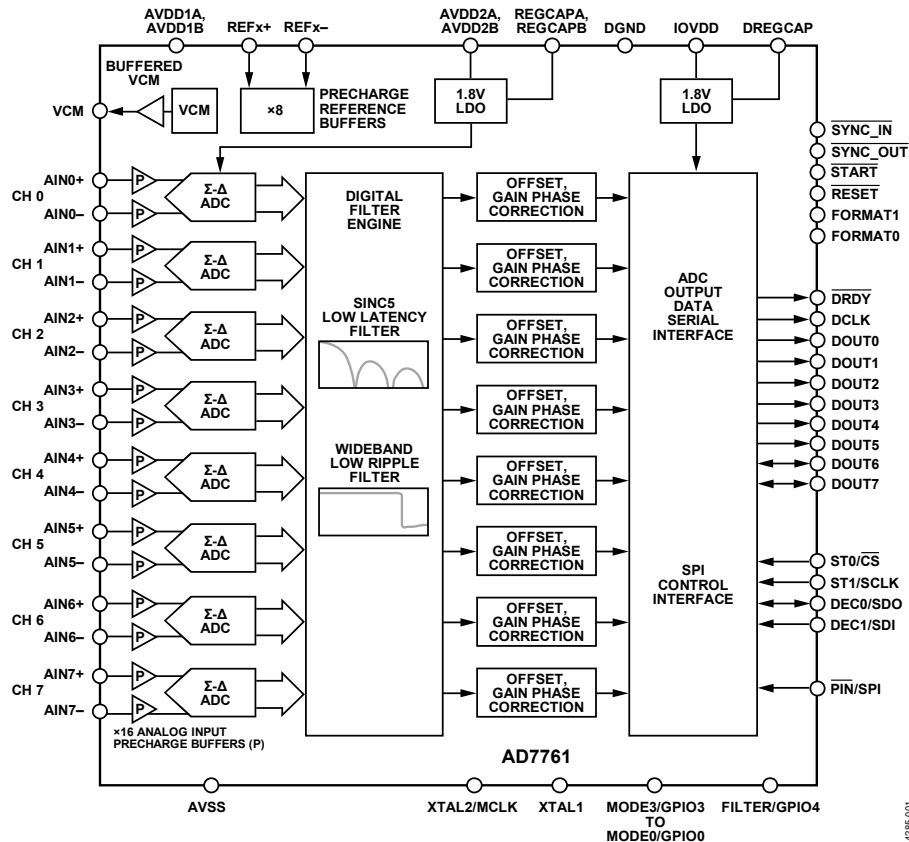 AVDD1A,
AVDD1B
REFx+
REFx–
AVDD2A,
AVDD2B
REGCAPA,
REGCAPB
DGND
IOVDD
DREGCAP
BUFFERED
VCM
VCM
VCM
×8
PRECHARGE
REFERENCE
BUFFERS
1.8V
LDO
1.8V
LDO
SYNC_IN
SYNC_OUT
START
RESET
FORMAT1
FORMAT0
CH 0
AIN0+
AIN0–
P
P
Σ-Δ
ADC
CH 1
AIN1+
AIN1–
P
P
Σ-Δ
ADC
CH 2
AIN2+
AIN2–
P
P
Σ-Δ
ADC
CH 3
AIN3+
AIN3–
P
P
Σ-Δ
ADC
CH 4
AIN4+
AIN4–
P
P
Σ-Δ
ADC
CH 5
AIN5+
AIN5–
P
P
Σ-Δ
ADC
CH 6
AIN6+
AIN6–
P
P
Σ-Δ
ADC
CH 7
AIN7+
AIN7–
P
P
Σ-Δ
ADC
×16 ANALOG INPUT
PRECHARGE BUFFERS (P)
DIGITAL
FILTER
ENGINE
SINC5
LOW LATENCY
FILTER
WIDEBAND
LOW RIPPLE
FILTER
OFFSET,
GAIN PHASE
CORRECTION
OFFSET,
GAIN PHASE
CORRECTION
OFFSET,
GAIN PHASE
CORRECTION
OFFSET,
GAIN PHASE
CORRECTION
OFFSET,
GAIN PHASE
CORRECTION
OFFSET,
GAIN PHASE
CORRECTION
OFFSET,
GAIN PHASE
CORRECTION
OFFSET,
GAIN PHASE
CORRECTION
ADC
OUTPUT
DATA
SERIAL
INTERFACE
SPI
CONTROL
INTERFACE
DRDY
DCLK
DOUT0
DOUT1
DOUT2
DOUT3
DOUT4
DOUT5
DOUT6
DOUT7
ST0/CS
ST1/SCLK
DEC0/SDO
DEC1/SDI
PIN/SPI
AD7761
AVSS
XTAL2/MCLK
XTAL1
MODE3/GPIO3
TO
MODE0/GPIO0
FILTER/GPIO4